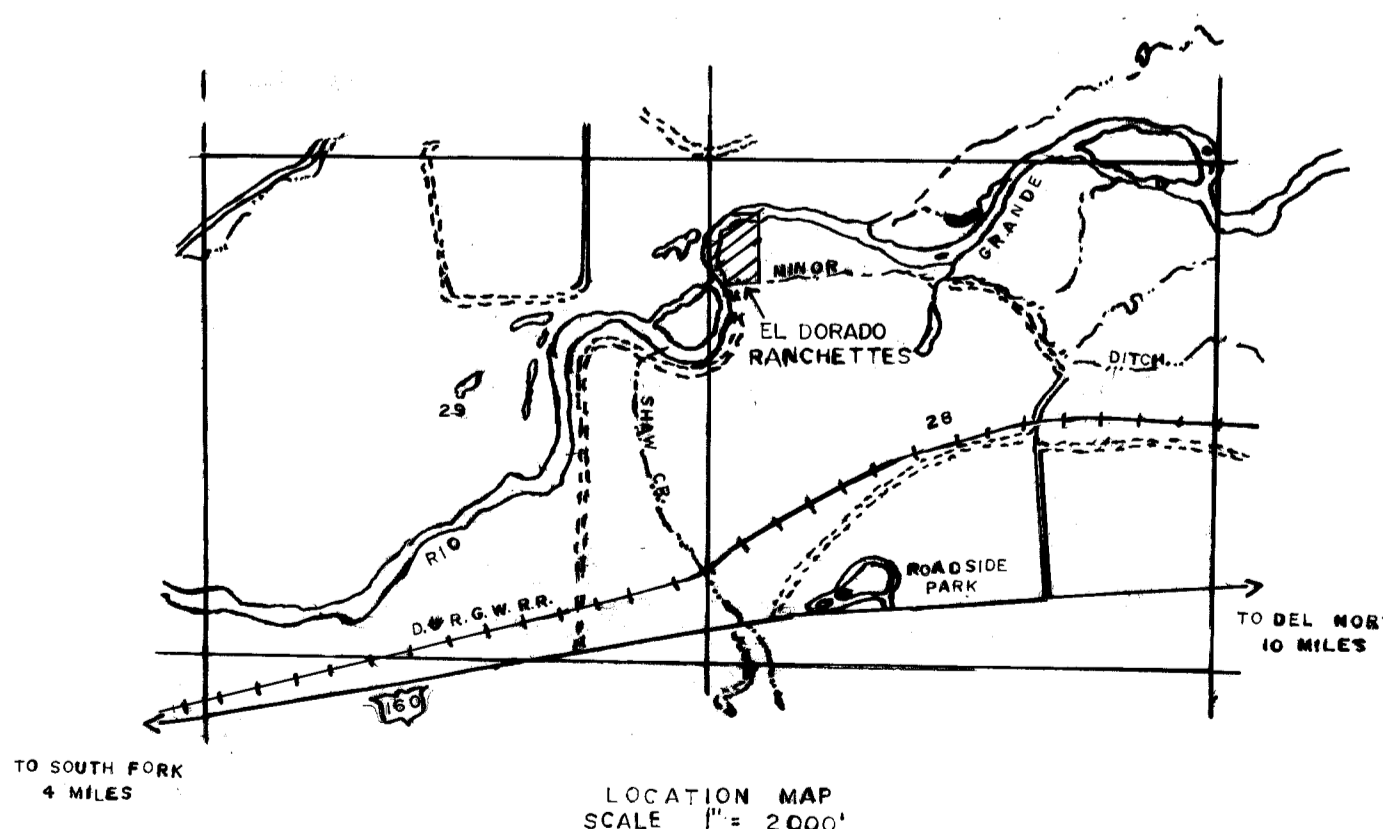 GRANDE
MINOR
EL DORADO
RANCHETTES
DITCH
29
28
SHAW CR.
RIO
ROADSIDE
PARK
D. & R. G. W. R.R.
TO DEL NOR
10 MILES
160
TO SOUTH FORK
4 MILES
LOCATION MAP
SCALE 1" = 2000'